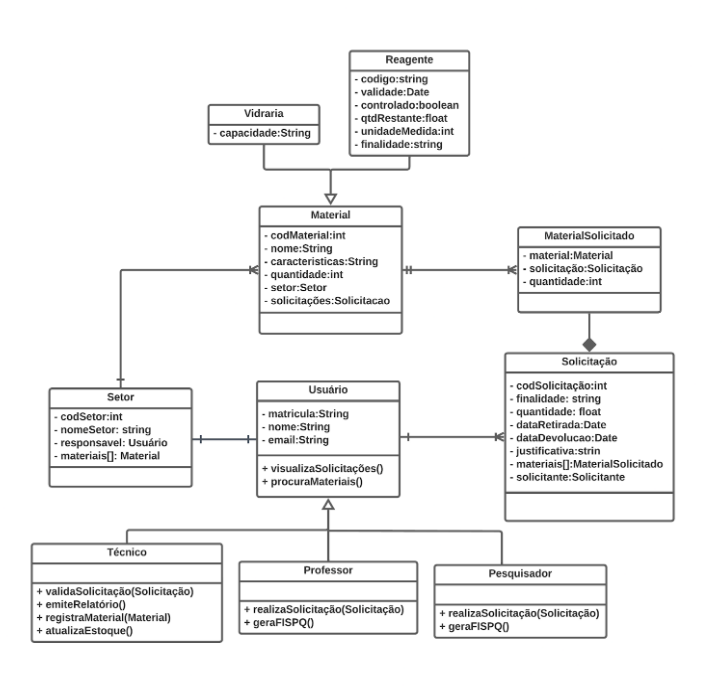 Reagente
- codigo:string
- validade:Date
- controlado:boolean
- qtdRestante:float
- unidadeMedida:int
- finalidade:string
Vidraria
- capacidade:String
Material
- codMaterial:int
- nome:String
- caracteristicas:String
- quantidade:int
- setor:Setor
- solicitações:Solicitacao
MaterialSolicitado
- material:Material
- solicitação:Solicitação
- quantidade:int
Solicitação
- codSolicitação:int
- finalidade: string
- quantidade: float
- dataRetirada:Date
- dataDevolucao:Date
- justificativa:strin
- materiais[]:MaterialSolicitado
- solicitante:Solicitante
Setor
- codSetor:int
- nomeSetor: string
- responsavel: Usuário
- materiais[]: Material
Usuário
- matricula:String
- nome:String
- email:String
+ visualizaSolicitações()
+ procuraMateriais()
Técnico
+ validaSolicitação(Solicitação)
+ emiteRelatório()
+ registraMaterial(Material)
+ atualizaEstoque()
Professor
+ realizaSolicitação(Solicitação)
+ geraFISPQ()
Pesquisador
+ realizaSolicitação(Solicitação)
+ geraFISPQ()